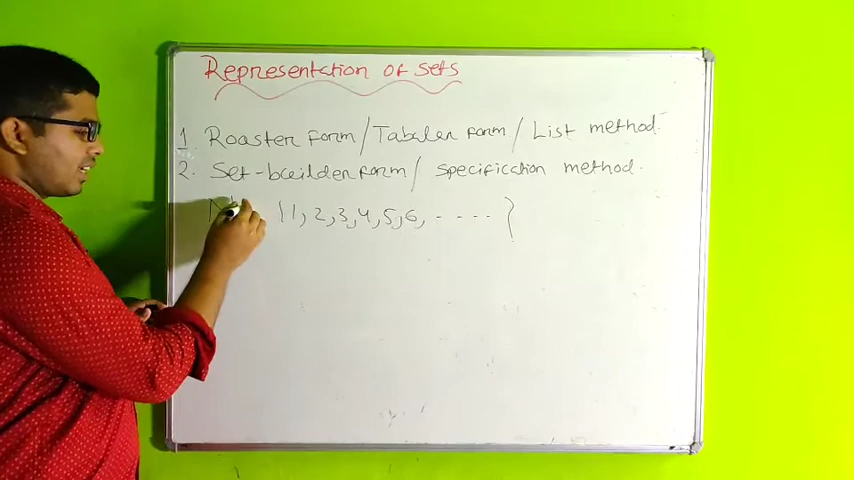 Representation of sets
1. Roaster form/Tabular form/List method.
2. Set-builder form/specification method.
N {1, 2, 3, 4, 5, 6, - - - - }